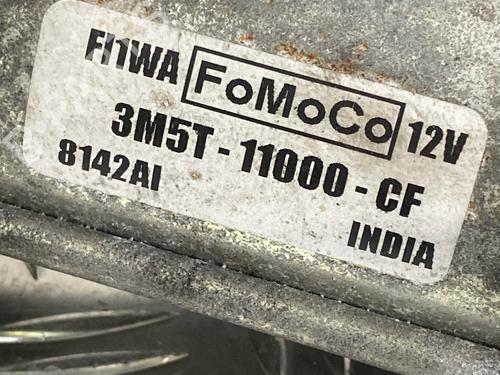 FI1WA FoMoCo 12V
3M5T - 11000 - CF
8142AI
INDIA